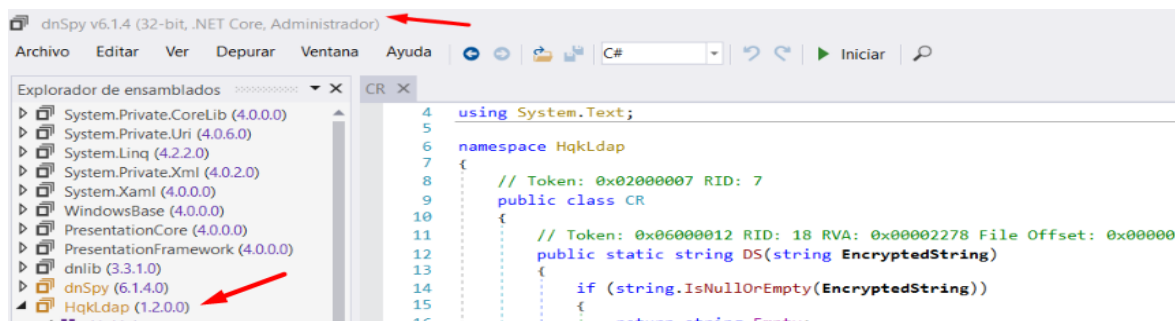 dnSpy v6.1.4 (32-bit, .NET Core, Administrador)
Archivo Editar Ver Depurar Ventana Ayuda C# Iniciar
Explorador de ensamblados
System.Private.CoreLib (4.0.0.0)
System.Private.Uri (4.0.6.0)
System.Linq (4.2.2.0)
System.Private.Xml (4.0.2.0)
System.Xaml (4.0.0.0)
WindowsBase (4.0.0.0)
PresentationCore (4.0.0.0)
PresentationFramework (4.0.0.0)
dnlib (3.3.1.0)
dnSpy (6.1.4.0)
HqkLdap (1.2.0.0)
CR
4 using System.Text;
5
6 namespace HqkLdap
7 {
8 // Token: 0x02000007 RID: 7
9 public class CR
10 {
11 // Token: 0x06000012 RID: 18 RVA: 0x00002278 File Offset: 0x00000
12 public static string DS(string EncryptedString)
13 {
14 if (string.IsNullOrEmpty(EncryptedString))
15 {